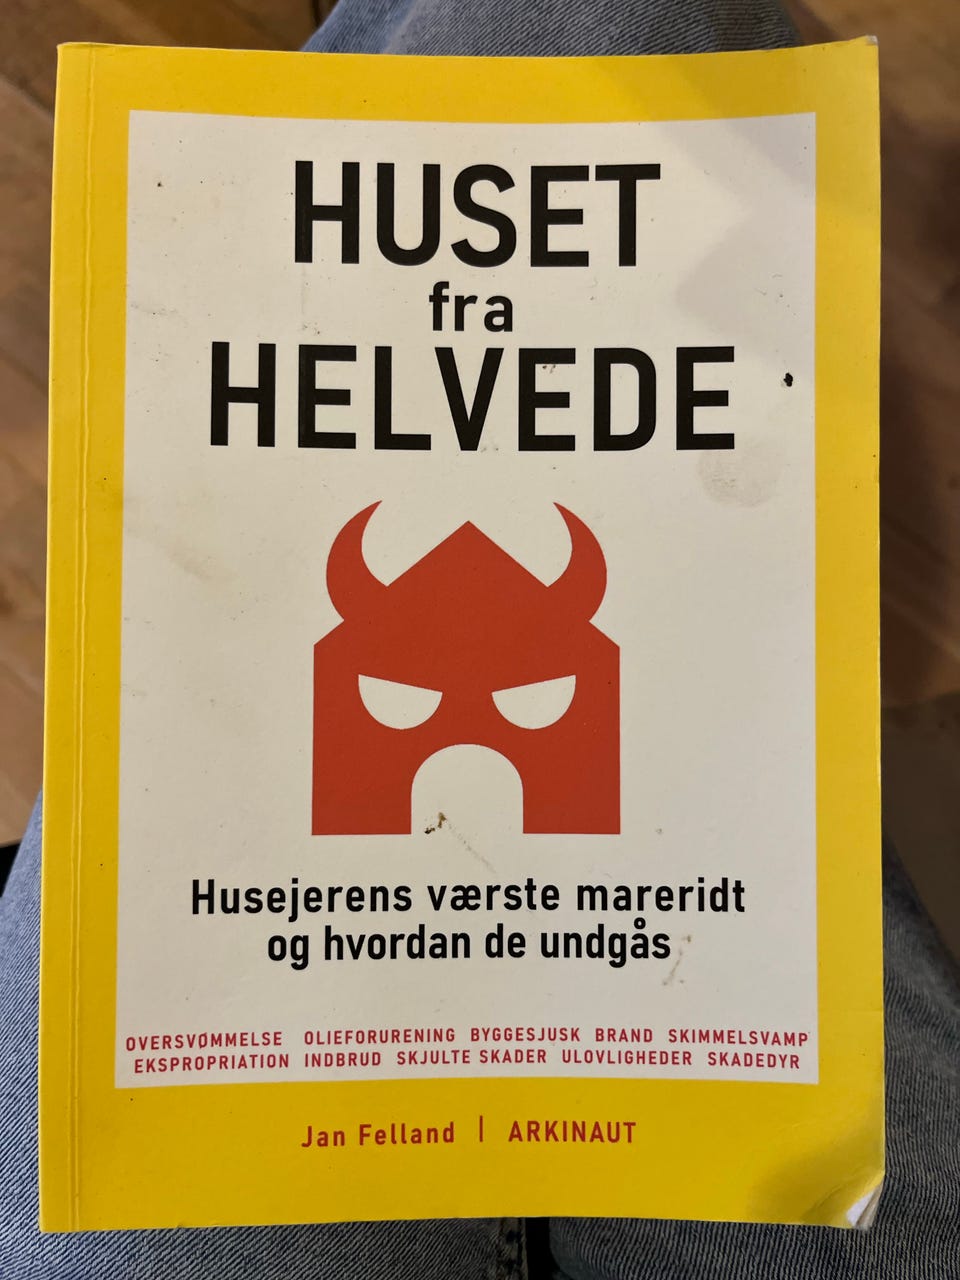 HUSET
fra
HELVEDE
Husejerens værste mareridt
og hvordan de undgås
OVERSVØMMELSE OLIEFORURENING BYGGESJUSK BRAND SKIMMELSVAMP
EKSPROPRIATION INDBRUD SKJULTE SKADER ULOVLIGHEDER SKADEDYR
Jan Felland | ARKINAUT